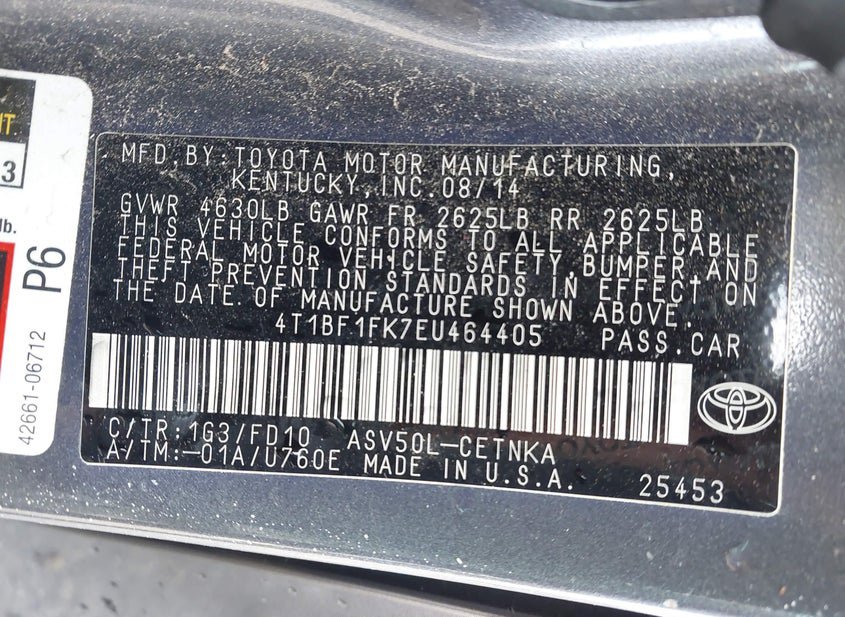 MFD.BY:TOYOTA MOTOR MANUFACTURING,
KENTUCKY,INC.08/14
GVWR 4630LB GAWR FR 2625LB RR 2625LB
THIS VEHICLE CONFORMS TO ALL APPLICABLE
FEDERAL MOTOR VEHICLE SAFETY,BUMPER,AND
THEFT PREVENTION STANDARDS IN EFFECT ON
THE DATE OF MANUFACTURE SHOWN ABOVE.
4T1BF1FK7EU464405 PASS.CAR
C/TR:1G3/FD10 ASV50L-CETNKA
A/TM:-01A/U760E MADE IN U.S.A. 25453
3
lb.
P6
42661-06712